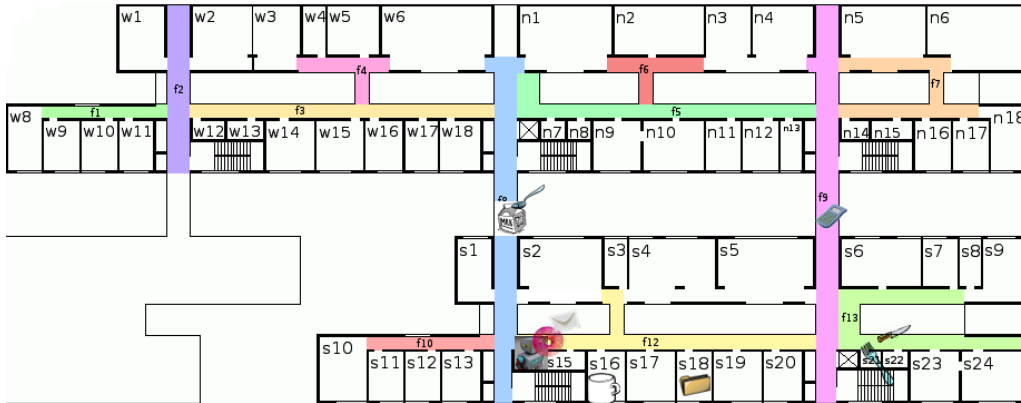 w1 w2 w3 w4 w5 w6 n1 n2 n3 n4 n5 n6
f4 f6
f2 f7
f1 f3 f5
w8 n18
w9 w10 w11 w12 w13 w14 w15 w16 w17 w18 n7 n8 n9 n10 n11 n12 n13 n14 n15 n16 n17
f8 f9
MILK
s1 s2 s3 s4 s5 s6 s7 s8 s9
f13
f10 f12
s10 s11 s12 s13 s15 s16 s17 s18 s19 s20 s21 s22 s23 s24